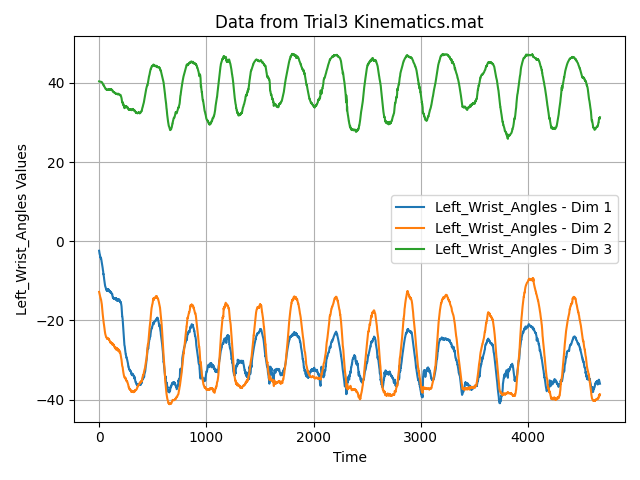 Data from Trial3 Kinematics.mat
Left_Wrist_Angles Values
40
20
0
−20
−40
Left_Wrist_Angles - Dim 1
Left_Wrist_Angles - Dim 2
Left_Wrist_Angles - Dim 3
0 1000 2000 3000 4000
Time